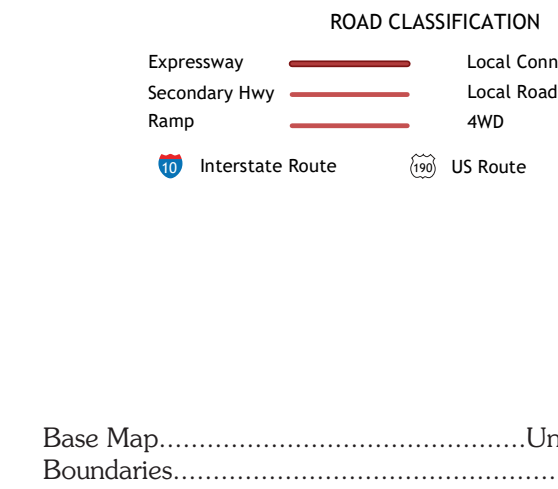 ROAD CLASSIFICATION
Expressway Local Conn
Secondary Hwy Local Road
Ramp 4WD
10 Interstate Route 190 US Route
Base Map..............................................Un
Boundaries................................................